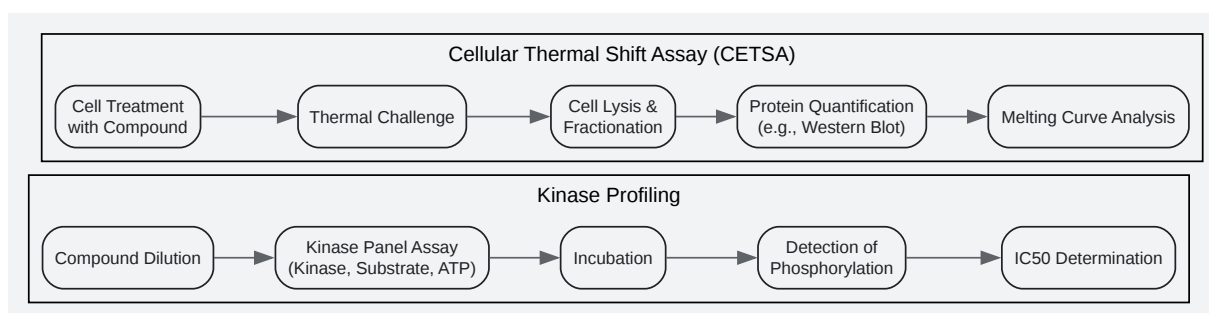 Cellular Thermal Shift Assay (CETSA)
Cell Treatment
with Compound
Thermal Challenge
Cell Lysis &
Fractionation
Protein Quantification
(e.g., Western Blot)
Melting Curve Analysis
Kinase Profiling
Compound Dilution
Kinase Panel Assay
(Kinase, Substrate, ATP)
Incubation
Detection of
Phosphorylation
IC50 Determination